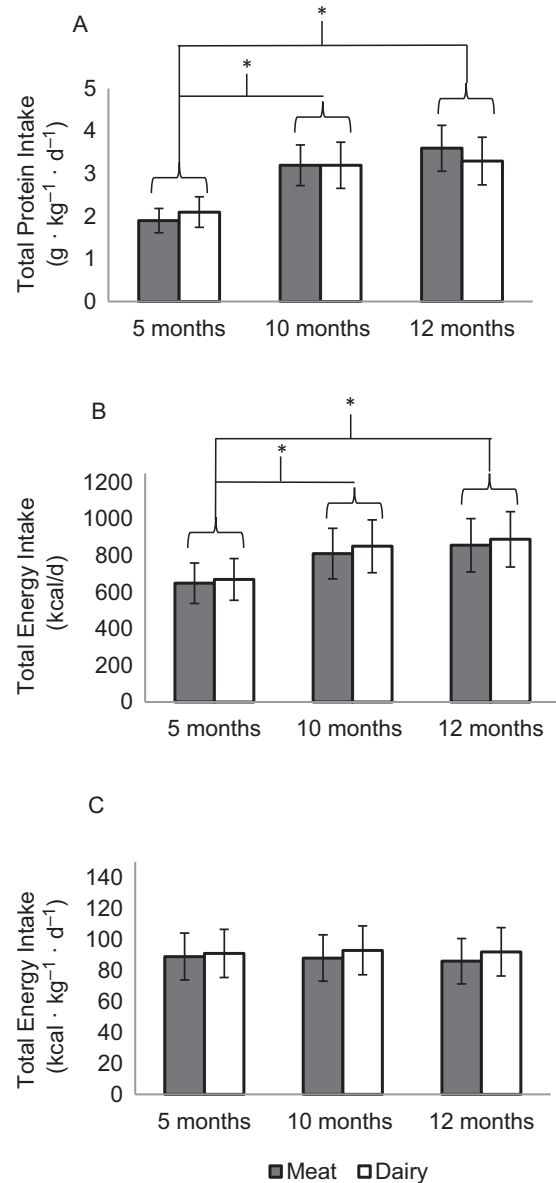 A
*
*
Total Protein Intake
(g · kg⁻¹ · d⁻¹)
5
4
3
2
1
0
5 months 10 months 12 months
B
*
*
Total Energy Intake
(kcal/d)
1200
1000
800
600
400
200
0
5 months 10 months 12 months
C
Total Energy Intake
(kcal · kg⁻¹ · d⁻¹)
140
120
100
80
60
40
20
0
5 months 10 months 12 months
Meat Dairy